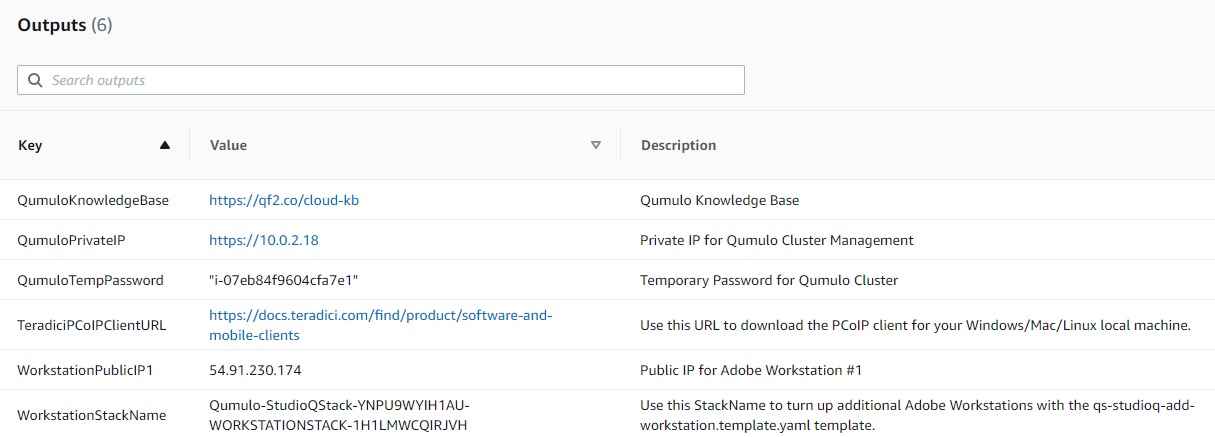 Outputs (6)
Search outputs
Key Value Description
QumuloKnowledgeBase https://qf2.co/cloud-kb Qumulo Knowledge Base
QumuloPrivateIP https://10.0.2.18 Private IP for Qumulo Cluster Management
QumuloTempPassword "i-07eb84f9604cfa7e1" Temporary Password for Qumulo Cluster
TeradiciPCoIPClientURL https://docs.teradici.com/find/product/software-and-
mobile-clients Use this URL to download the PCoIP client for your Windows/Mac/Linux local machine.
WorkstationPublicIP1 54.91.230.174 Public IP for Adobe Workstation #1
WorkstationStackName Qumulo-StudioQStack-YNPU9WYIH1AU-
WORKSTATIONSTACK-1H1LMWCQIRJVH Use this StackName to turn up additional Adobe Workstations with the qs-studioq-add-
workstation.template.yaml template.